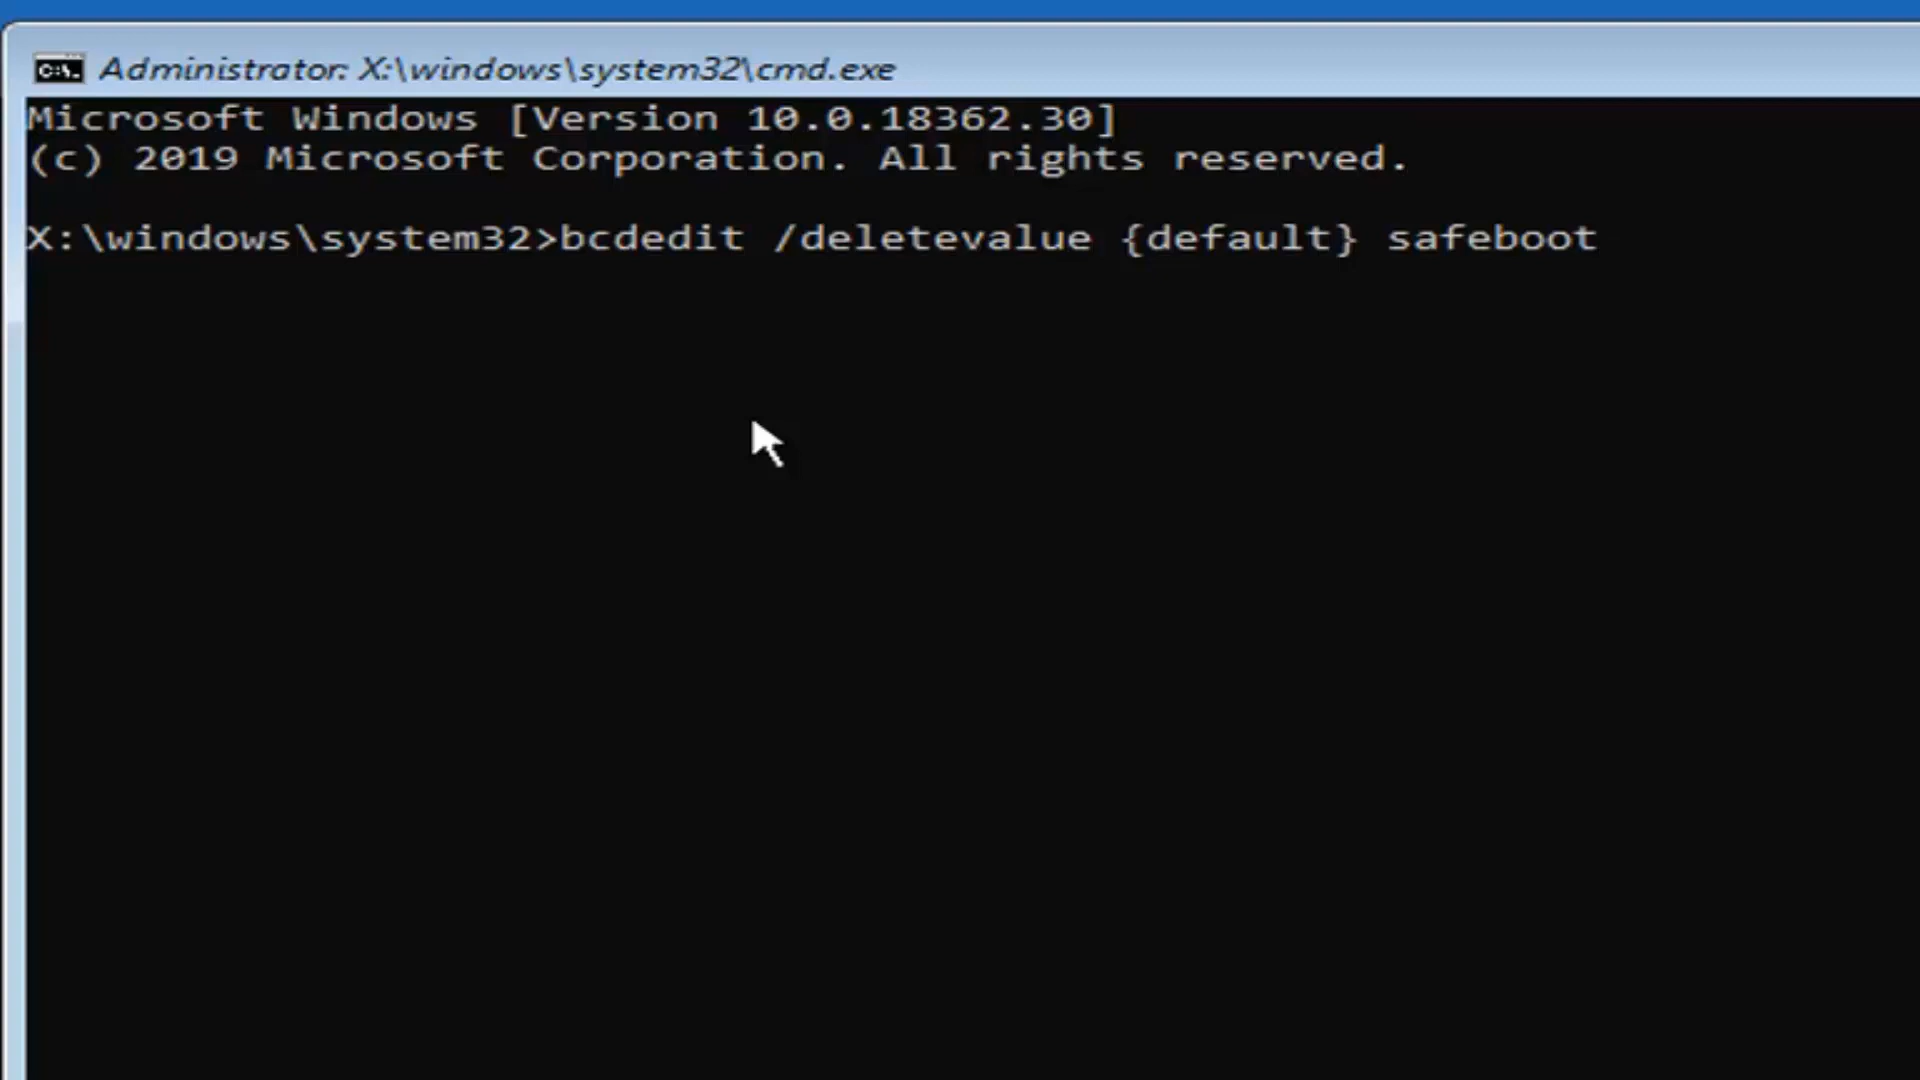 Administrator: X:\windows\system32\cmd.exe
Microsoft Windows [Version 10.0.18362.30]
(c) 2019 Microsoft Corporation. All rights reserved.
X:\windows\system32>bcdedit /deletevalue {default} safeboot